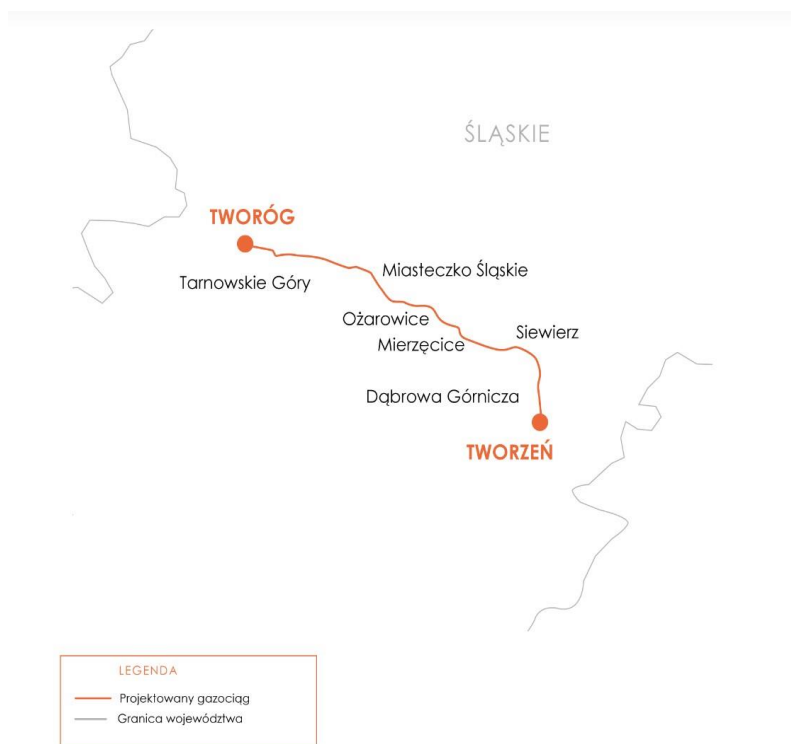 ŚLĄSKIE
TWORÓG
Miasteczko Śląskie
Tarnowskie Góry
Ożarowice
Siewierz
Mierzęcice
Dąbrowa Górnicza
TWORZEŃ
LEGENDA
Projektowany gazociąg
Granica województwa